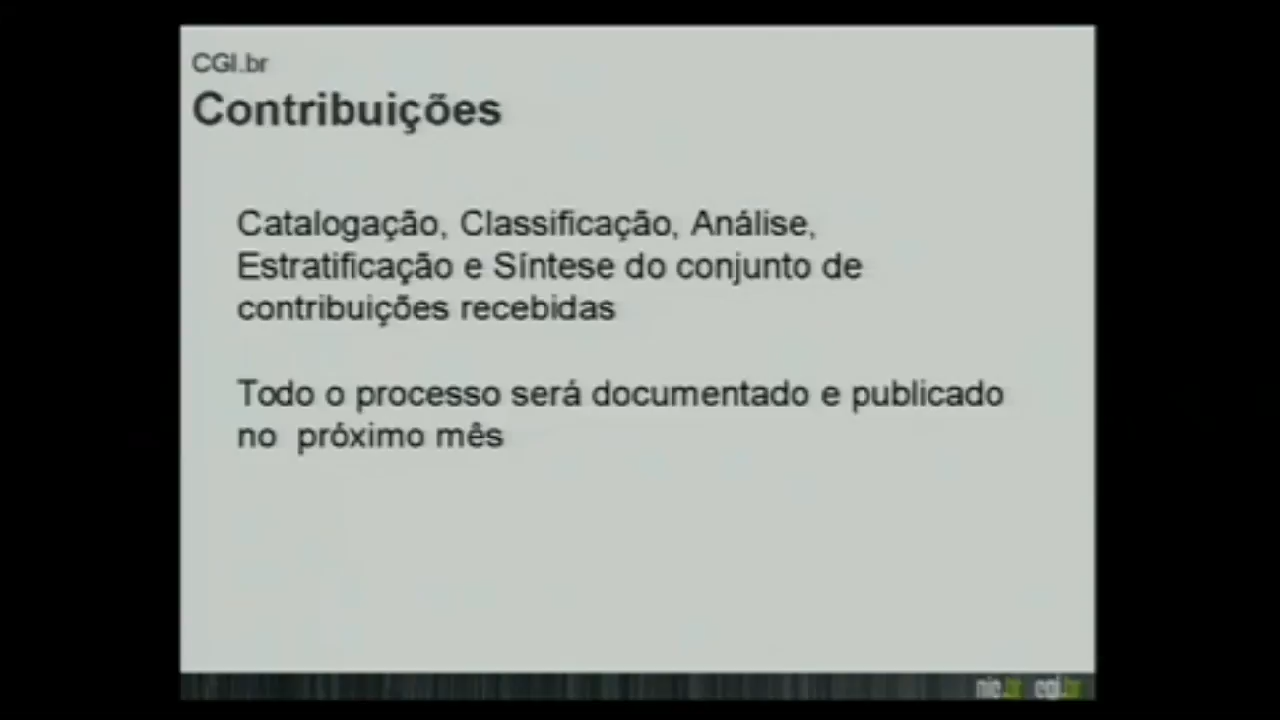 CGI.br
Contribuições
Catalogação, Classificação, Análise,
Estratificação e Síntese do conjunto de
contribuições recebidas
Todo o processo será documentado e publicado
no próximo mês
nic.br cgi.br